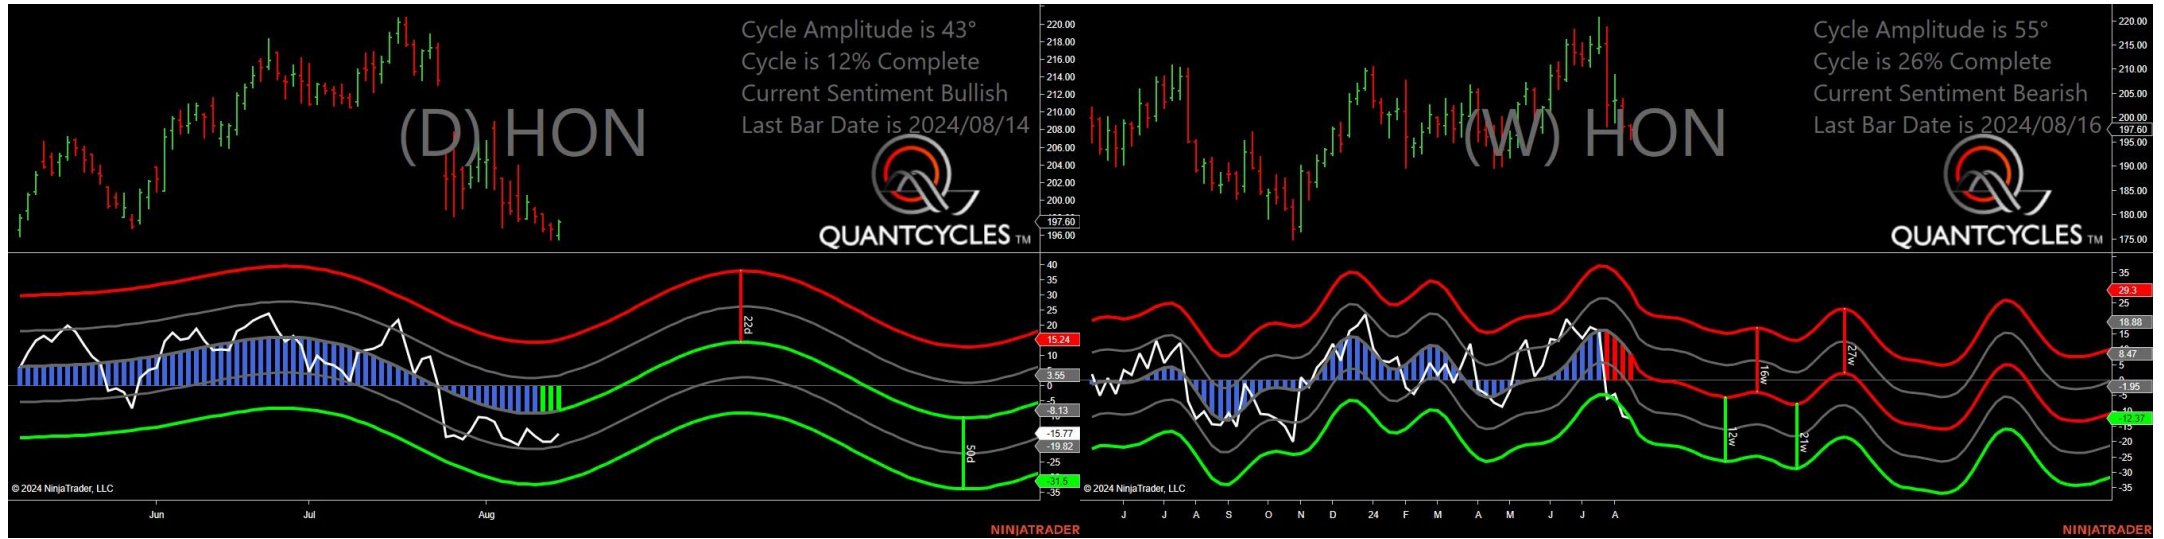 Cycle Amplitude is 43°
Cycle is 12% Complete
Current Sentiment Bullish
Last Bar Date is 2024/08/14
(D) HON
QUANTCYCLES TM
220.00
218.00
216.00
214.00
212.00
210.00
208.00
206.00
204.00
202.00
200.00
197.60
196.00
40
35
30
25
20
15.24
10
3.55
0
-5
-8.13
-15.77
-19.82
-25
-31.5
-35
22d
50d
© 2024 NinjaTrader, LLC
Jun
Jul
Aug
NINJATRADER
Cycle Amplitude is 55°
Cycle is 26% Complete
Current Sentiment Bearish
Last Bar Date is 2024/08/16
(W) HON
QUANTCYCLES TM
220.00
215.00
210.00
205.00
200.00
197.60
195.00
190.00
185.00
180.00
175.00
35
29.3
25
18.88
15
8.47
5
-1.95
-12.37
-15
-20
-25
-30
-35
16w
27w
12w
21w
© 2024 NinjaTrader, LLC
J J A S O N D 24 F M A M J J A
NINJATRADER